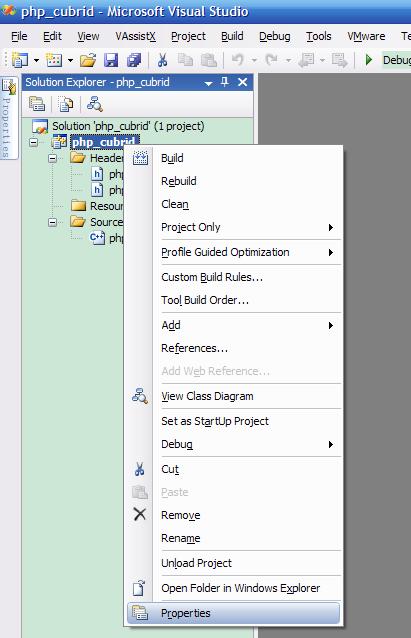 php_cubrid - Microsoft Visual Studio
File Edit View VAssistX Project Build Debug Tools VMware
Debu
Solution Explorer - php_cubrid
Properties
Solution 'php_cubrid' (1 project)
php_cubrid
Header
php
php
Resour
Source
php
Build
Rebuild
Clean
Project Only
Profile Guided Optimization
Custom Build Rules...
Tool Build Order...
Add
References...
Add Web Reference...
View Class Diagram
Set as StartUp Project
Debug
Cut
Paste
Remove
Rename
Unload Project
Open Folder in Windows Explorer
Properties